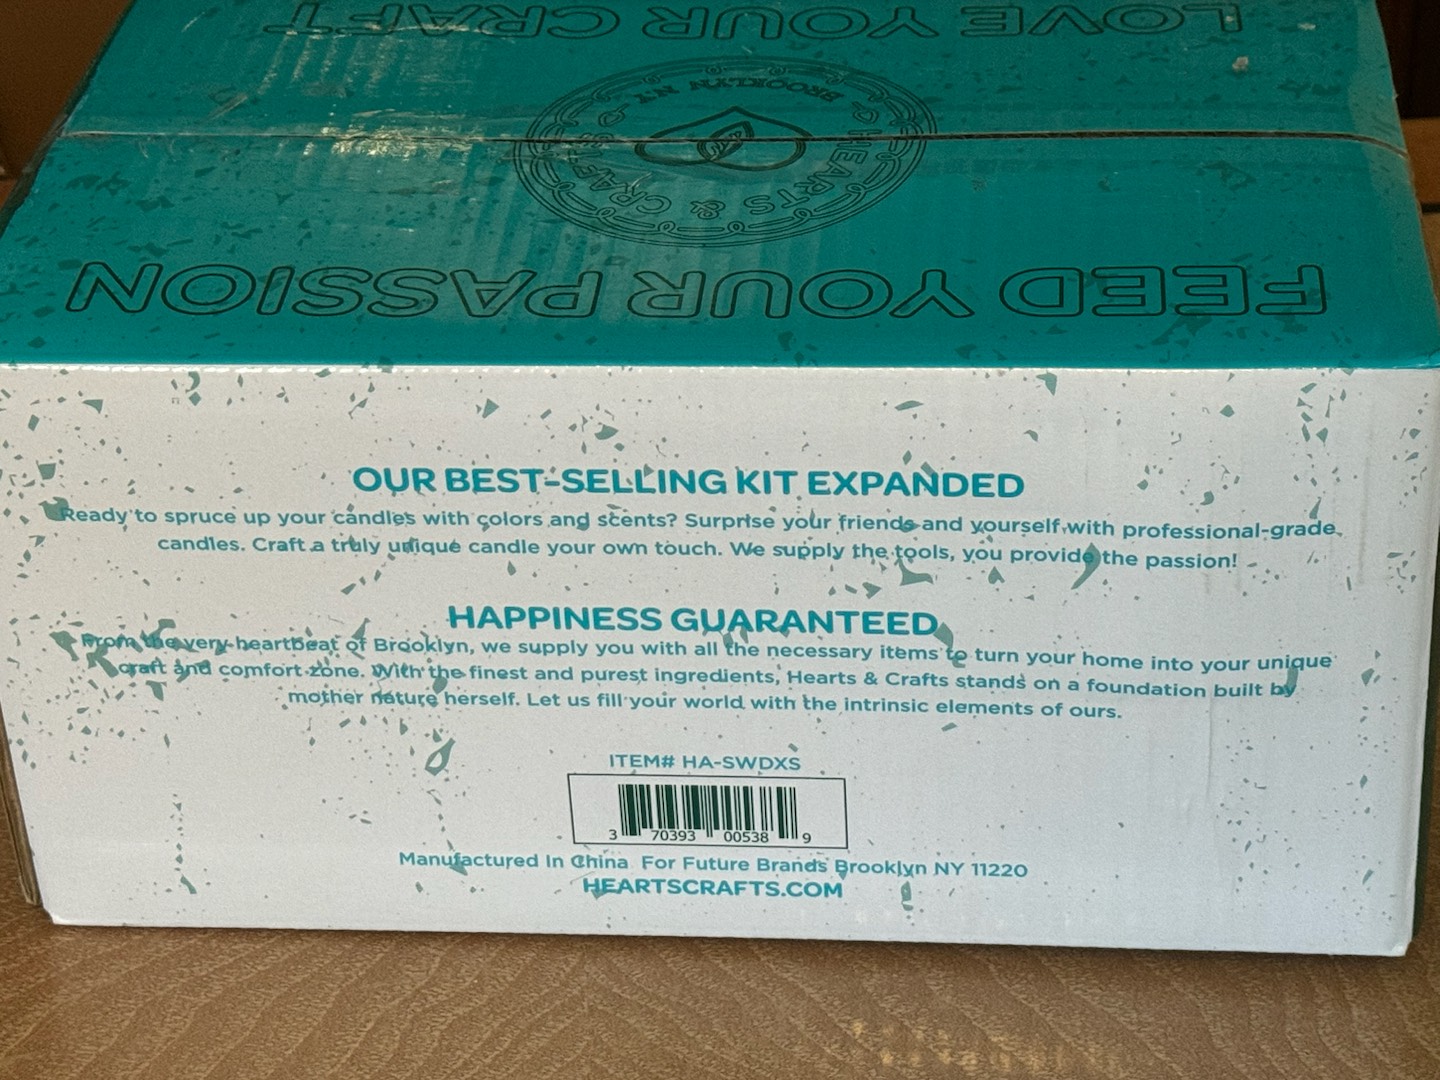 LOVE YOUR CRAFT
HEARTS & CRAFTS
BROOKLYN NY
FEED YOUR PASSION
OUR BEST-SELLING KIT EXPANDED
Ready to spruce up your candles with colors and scents? Surprise your friends and yourself with professional-grade
candles. Craft a truly unique candle your own touch. We supply the tools, you provide the passion!
HAPPINESS GUARANTEED
From the very heartbeat of Brooklyn, we supply you with all the necessary items to turn your home into your unique
craft and comfort zone. With the finest and purest ingredients, Hearts & Crafts stands on a foundation built by
mother nature herself. Let us fill your world with the intrinsic elements of ours.
ITEM# HA-SWDXS
3 70393 00538 9
Manufactured In China For Future Brands Brooklyn NY 11220
HEARTSCRAFTS.COM